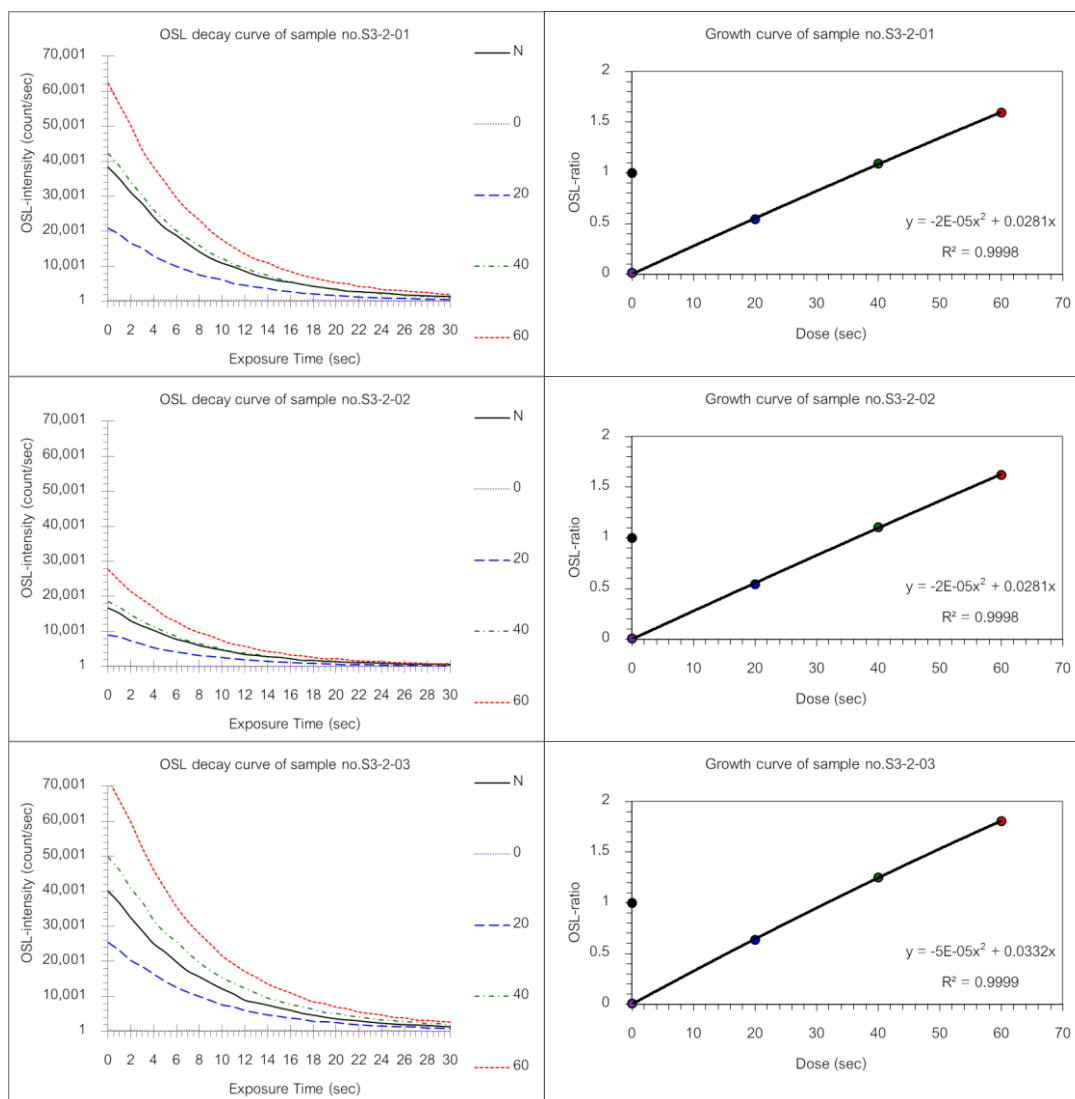 OSL decay curve of sample no.S3-2-01
OSL-intensity (count/sec)
70,001
60,001
50,001
40,001
30,001
20,001
10,001
1
0 2 4 6 8 10 12 14 16 18 20 22 24 26 28 30
Exposure Time (sec)
N
0
20
40
60
Growth curve of sample no.S3-2-01
OSL-ratio
2
1.5
1
0.5
0
0 10 20 30 40 50 60 70
Dose (sec)
y = -2E-05x² + 0.0281x
R² = 0.9998
OSL decay curve of sample no.S3-2-02
OSL-intensity (count/sec)
70,001
60,001
50,001
40,001
30,001
20,001
10,001
1
0 2 4 6 8 10 12 14 16 18 20 22 24 26 28 30
Exposure Time (sec)
N
0
20
40
60
Growth curve of sample no.S3-2-02
OSL-ratio
2
1.5
1
0.5
0
0 10 20 30 40 50 60 70
Dose (sec)
y = -2E-05x² + 0.0281x
R² = 0.9998
OSL decay curve of sample no.S3-2-03
OSL-intensity (count/sec)
70,001
60,001
50,001
40,001
30,001
20,001
10,001
1
0 2 4 6 8 10 12 14 16 18 20 22 24 26 28 30
Exposure Time (sec)
N
0
20
40
60
Growth curve of sample no.S3-2-03
OSL-ratio
2
1.5
1
0.5
0
0 10 20 30 40 50 60 70
Dose (sec)
y = -5E-05x² + 0.0332x
R² = 0.9999